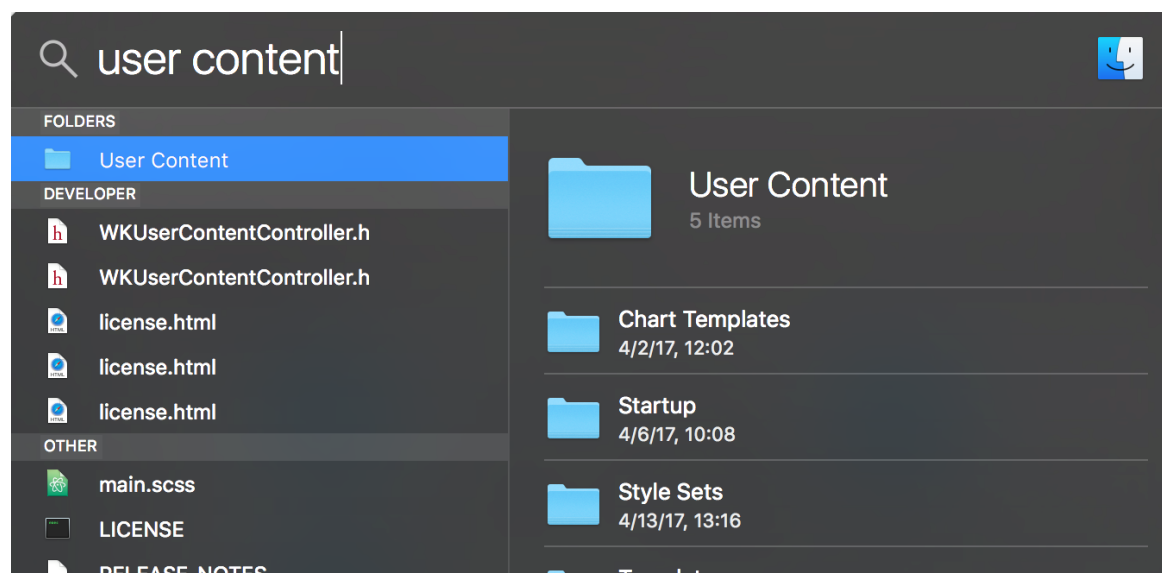 user content
FOLDERS
User Content
DEVELOPER
WKUserContentController.h
WKUserContentController.h
license.html
license.html
license.html
OTHER
main.scss
LICENSE
RELEASE_NOTES
User Content
5 Items
Chart Templates
4/2/17, 12:02
Startup
4/6/17, 10:08
Style Sets
4/13/17, 13:16